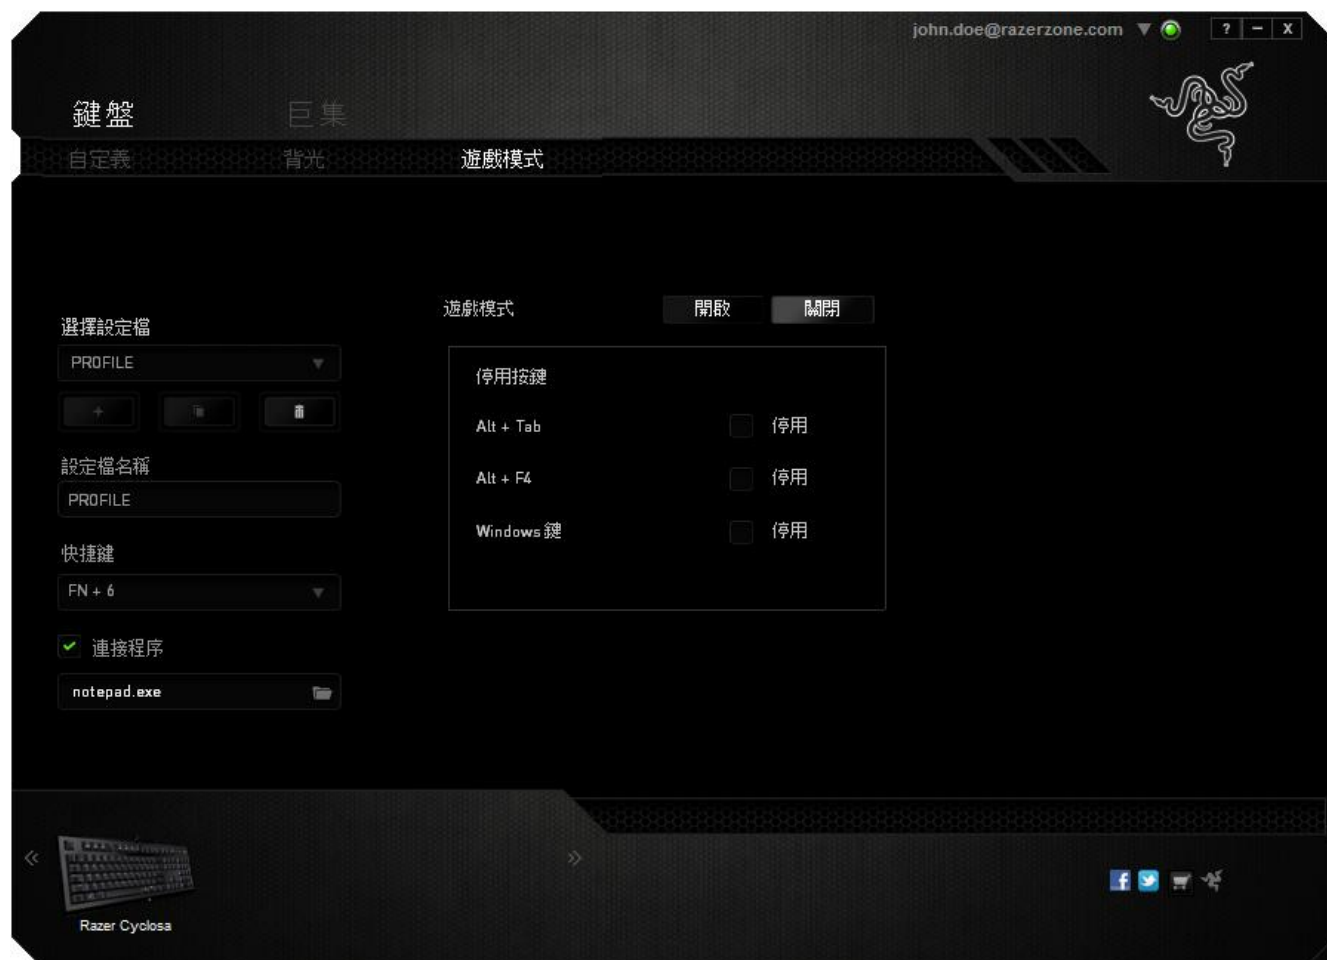 john.doe@razerzone.com
? − X
鍵盤 巨集
自定義 背光 遊戲模式
選擇設定檔
PROFILE
設定檔名稱
PROFILE
快捷鍵
FN + 6
連接程序
notepad.exe
遊戲模式 開啟 關閉
停用按鍵
Alt + Tab 停用
Alt + F4 停用
Windows 鍵 停用
Razer Cyclosa